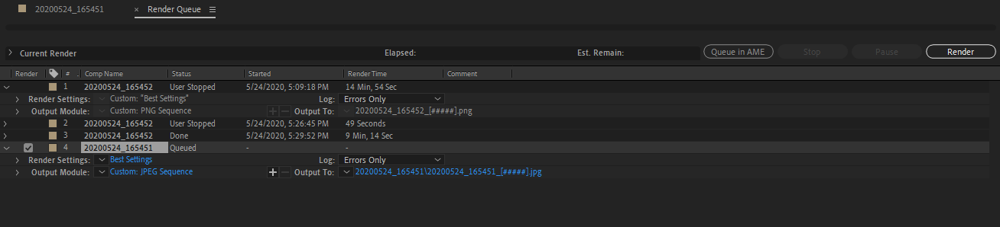 20200524_165451 × Render Queue
Current Render Elapsed: Est. Remain: Queue in AME Stop Pause Render
Render # Comp Name Status Started Render Time Comment
1 20200524_165452 User Stopped 5/24/2020, 5:09:18 PM 14 Min, 54 Sec
Render Settings: Custom: "Best Settings" Log: Errors Only
Output Module: Custom: PNG Sequence + − Output To: 20200524_165452_[#####].png
2 20200524_165452 User Stopped 5/24/2020, 5:26:45 PM 49 Seconds
3 20200524_165452 Done 5/24/2020, 5:29:52 PM 9 Min, 14 Sec
4 20200524_165451 Queued - -
Render Settings: Best Settings Log: Errors Only
Output Module: Custom: JPEG Sequence + − Output To: 20200524_165451\20200524_165451_[#####].jpg